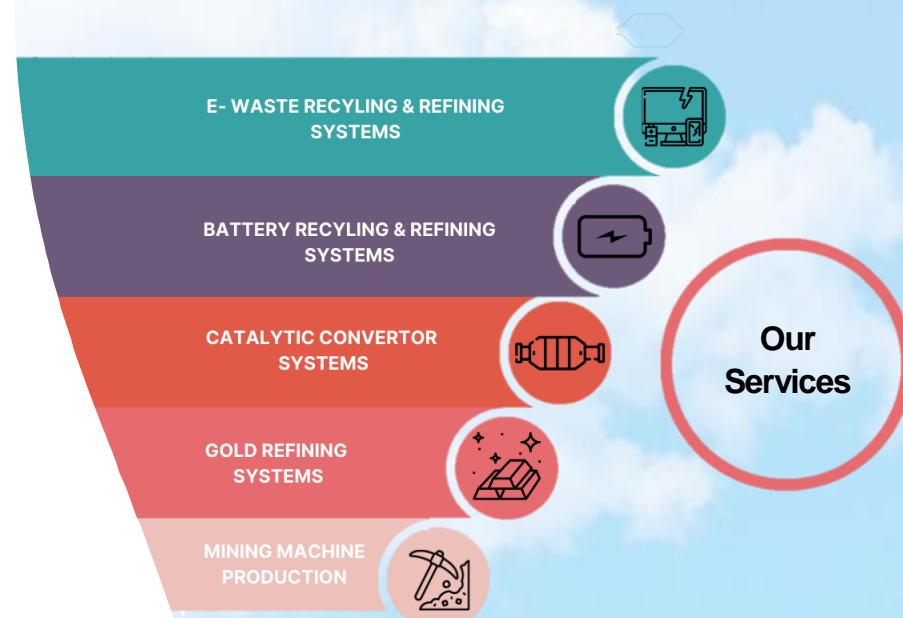 E- WASTE RECYLING & REFINING
SYSTEMS
BATTERY RECYLING & REFINING
SYSTEMS
CATALYTIC CONVERTOR
SYSTEMS
GOLD REFINING
SYSTEMS
MINING MACHINE
PRODUCTION
Our
Services